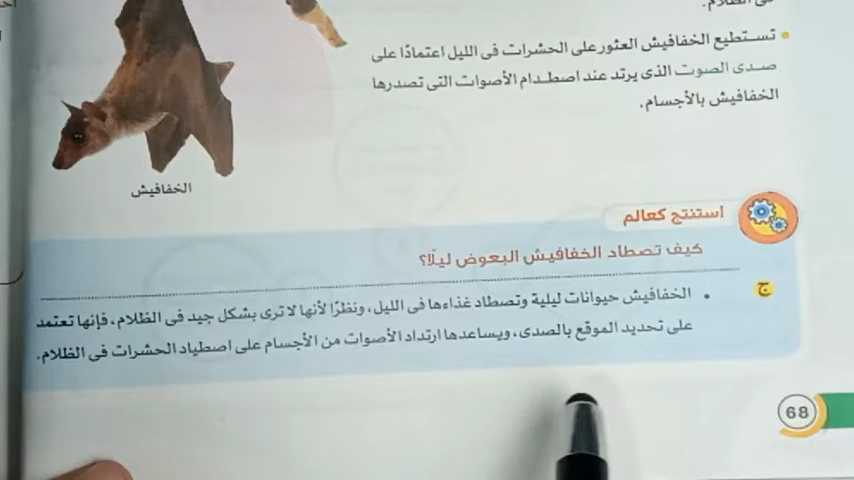 فى الظلام.
تستطيع الخفافيش العثور على الحشرات فى الليل اعتمادًا على
صدى الصوت الذى يرتد عند اصطدام الأصوات التى تصدرها
الخفافيش بالأجسام.
الخفافيش
استنتج كعالم
كيف تصطاد الخفافيش البعوض ليلًا؟
ج
• الخفافيش حيوانات ليلية وتصطاد غذاءها فى الليل، ونظرًا لأنها لا ترى بشكل جيد فى الظلام، فإنها تعتمد
على تحديد الموقع بالصدى، ويساعدها ارتداد الأصوات من الأجسام على اصطياد الحشرات فى الظلام.
68